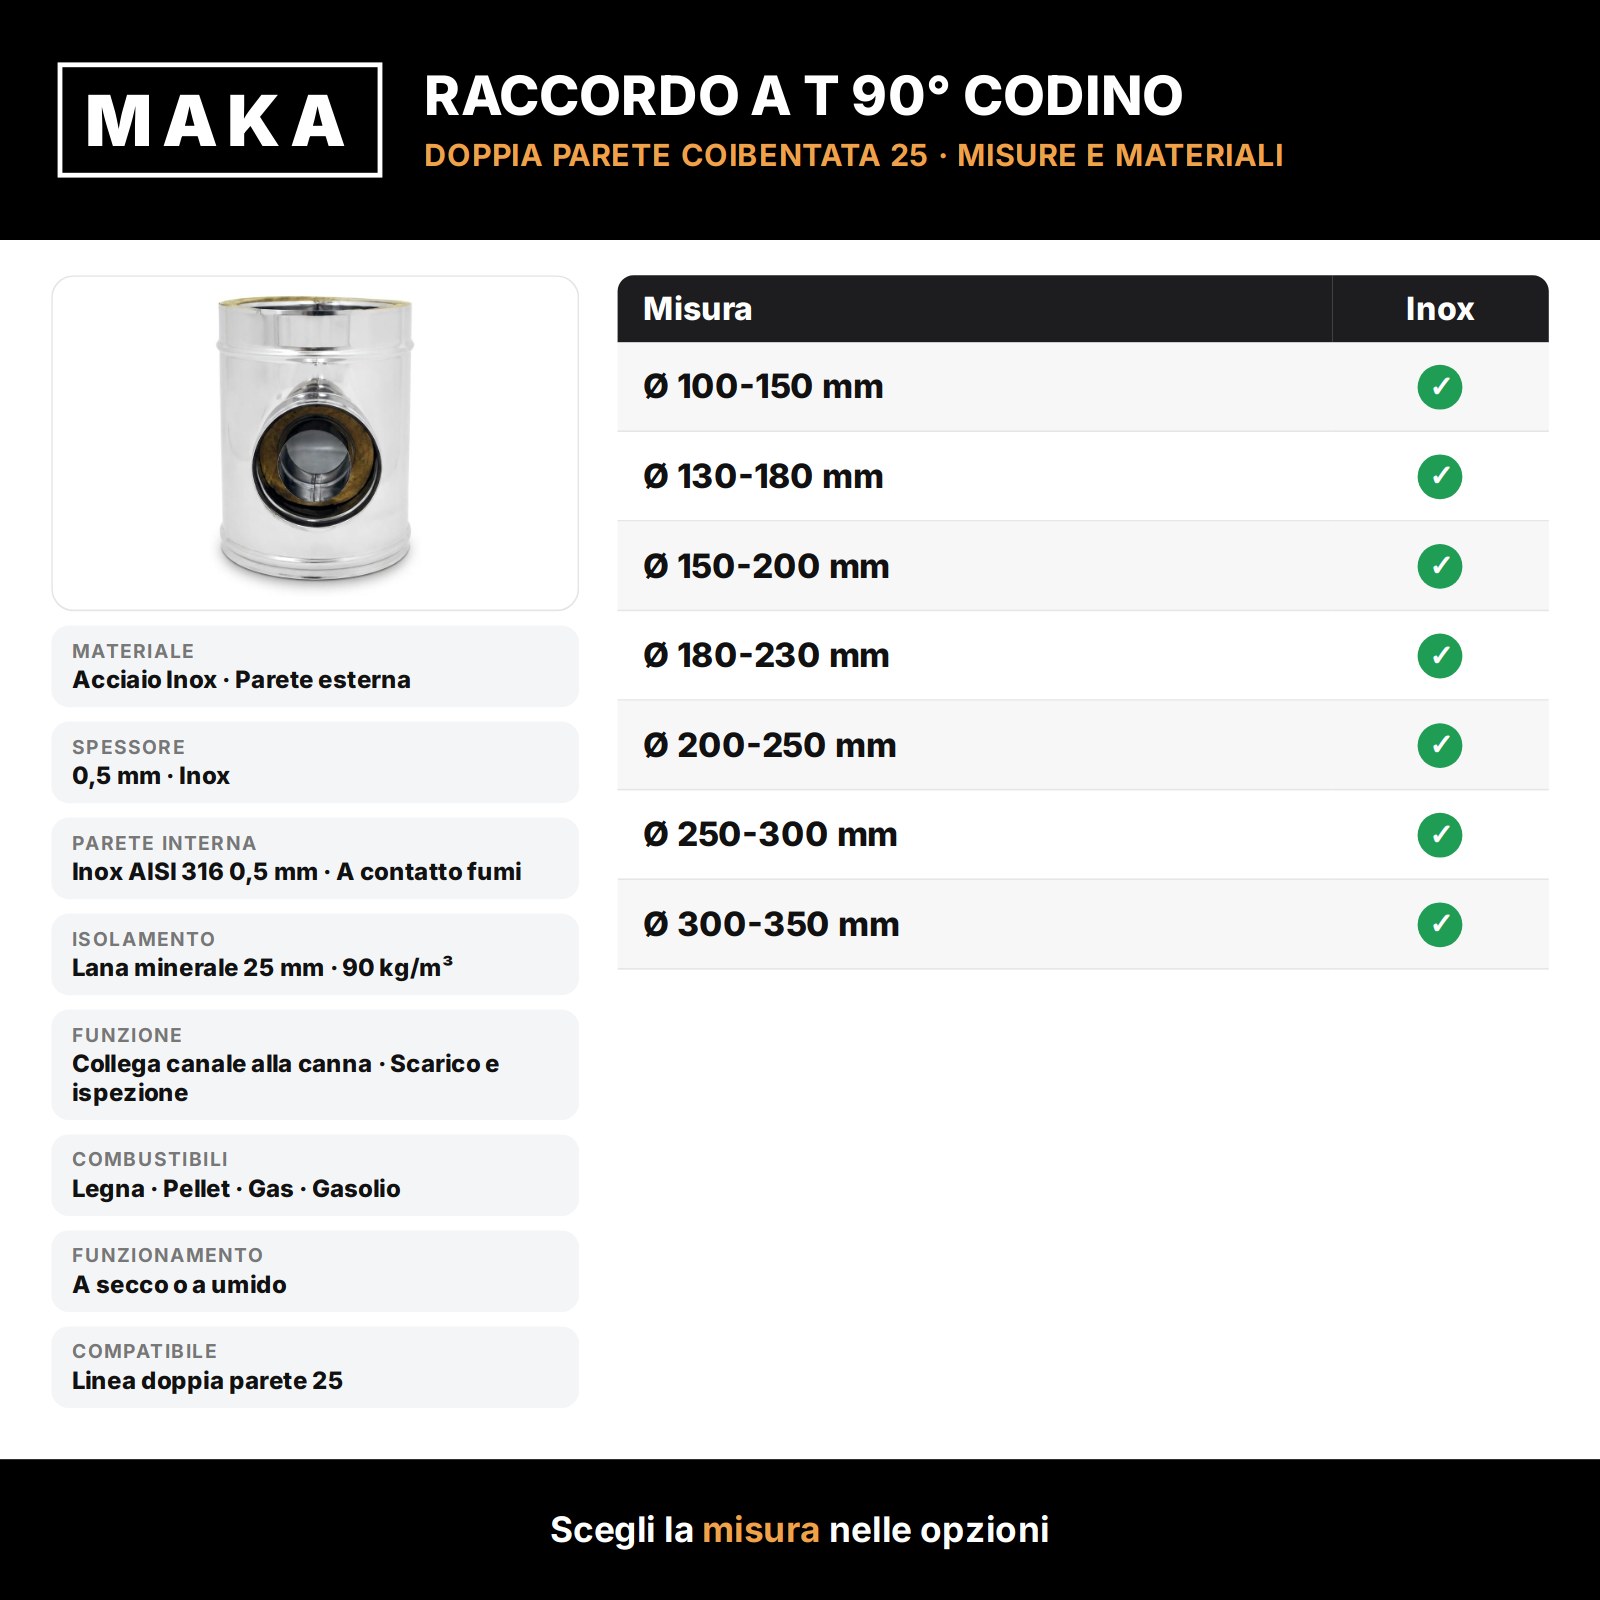 MAKA
RACCORDO A T 90° CODINO
DOPPIA PARETE COIBENTATA 25 · MISURE E MATERIALI
MATERIALE
Acciaio Inox · Parete esterna
SPESSORE
0,5 mm · Inox
PARETE INTERNA
Inox AISI 316 0,5 mm · A contatto fumi
ISOLAMENTO
Lana minerale 25 mm · 90 kg/m³
FUNZIONE
Collega canale alla canna · Scarico e
ispezione
COMBUSTIBILI
Legna · Pellet · Gas · Gasolio
FUNZIONAMENTO
A secco o a umido
COMPATIBILE
Linea doppia parete 25
Misura Inox
Ø 100-150 mm ✓
Ø 130-180 mm ✓
Ø 150-200 mm ✓
Ø 180-230 mm ✓
Ø 200-250 mm ✓
Ø 250-300 mm ✓
Ø 300-350 mm ✓
Scegli la misura nelle opzioni